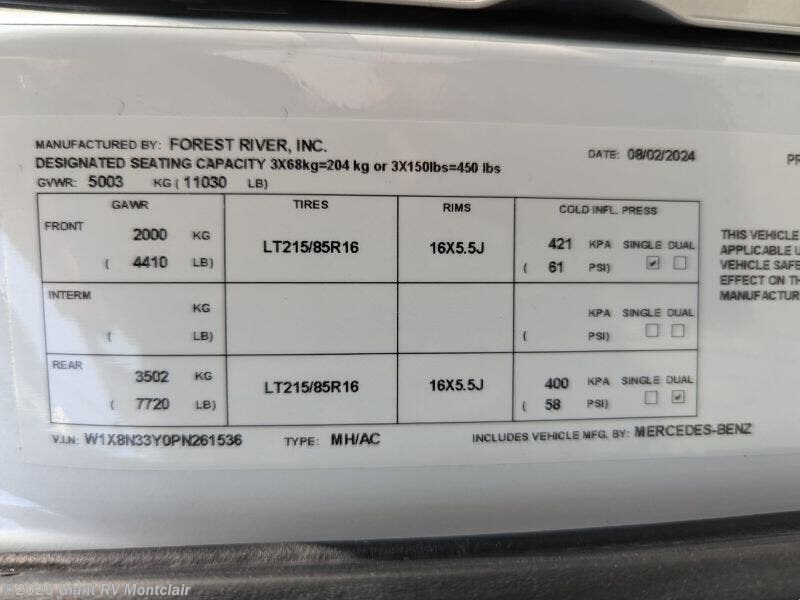 MANUFACTURED BY: FOREST RIVER, INC.
DATE: 08/02/2024
DESIGNATED SEATING CAPACITY 3X68kg=204 kg or 3X150lbs=450 lbs
GVWR: 5003 KG ( 11030 LB)
GAWR TIRES RIMS COLD INFL. PRESS
FRONT
2000 KG LT215/85R16 16X5.5J 421 KPA SINGLE DUAL
( 4410 LB) ( 61 PSI)
INTERM
KG KPA SINGLE DUAL
( LB) ( PSI)
REAR
3502 KG LT215/85R16 16X5.5J 400 KPA SINGLE DUAL
( 7720 LB) ( 58 PSI)
V.I.N: W1X8N33Y0PN261536 TYPE: MH/AC INCLUDES VEHICLE MFG. BY: MERCEDES-BENZ
THIS VEHICLE
APPLICABLE
VEHICLE SAFE
EFFECT ON TH
MANUFACTUR
Giant RV Montclair